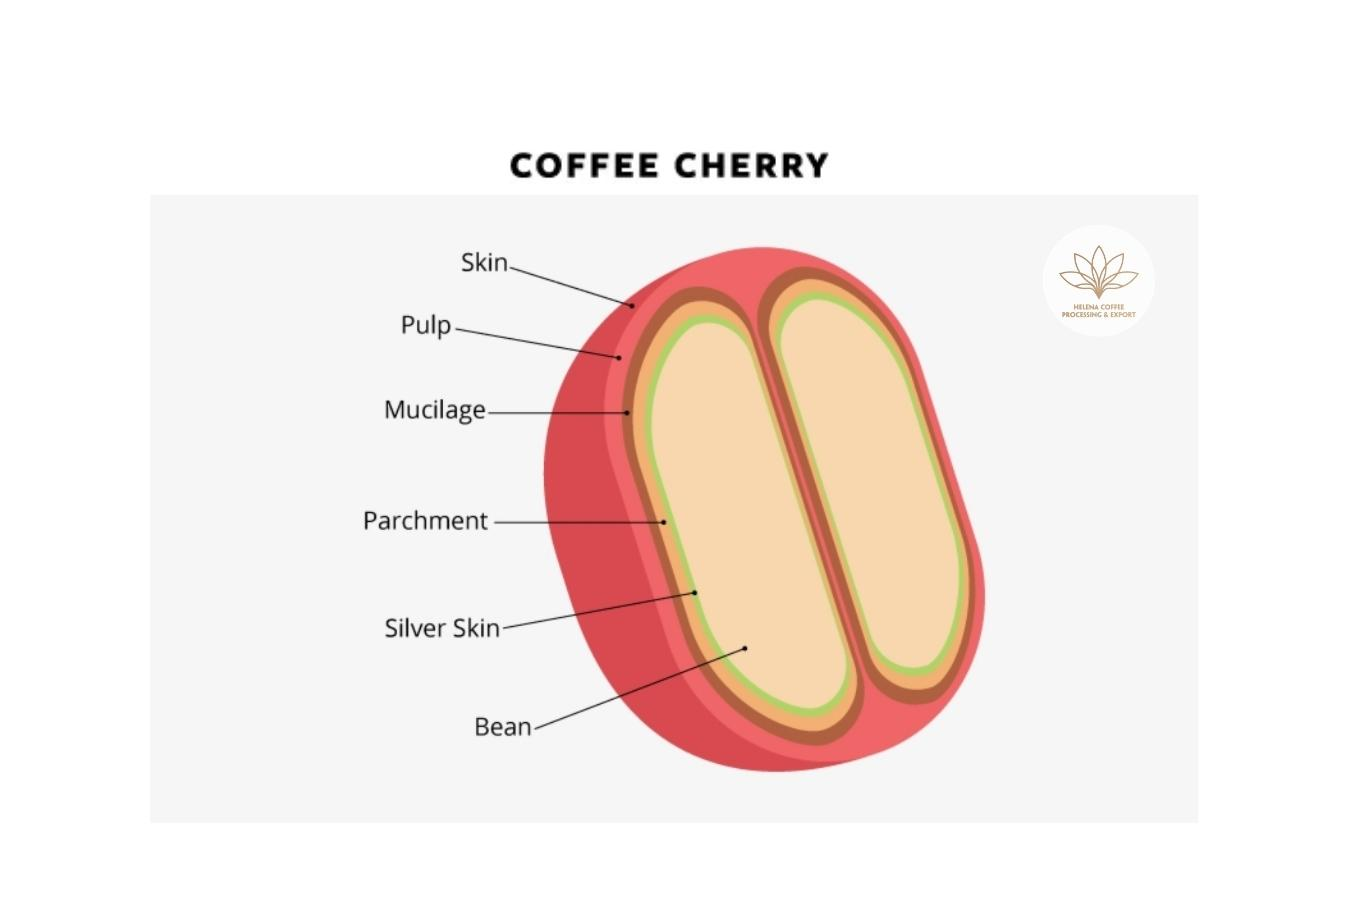 COFFEE CHERRY
Skin
Pulp
Mucilage
Parchment
Silver Skin
Bean
HELENA COFFEE
PROCESSING & EXPORT